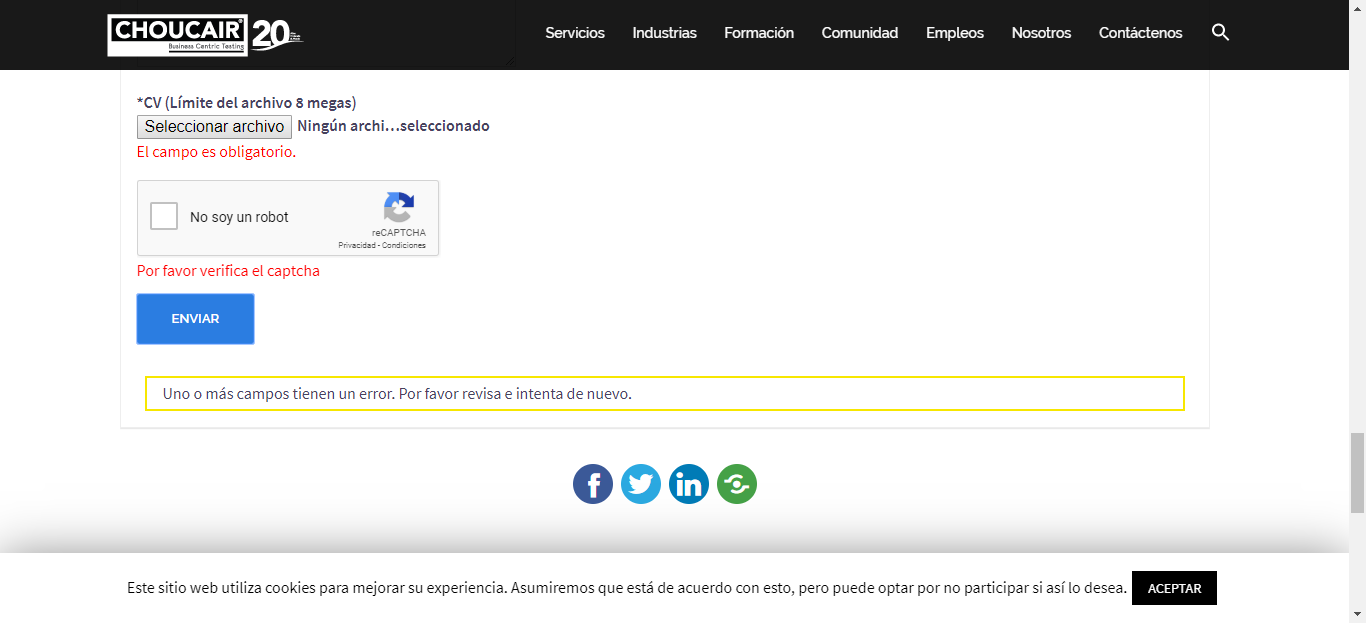 CHOUCAIR
Business Centric Testing
20
Servicios
Industrias
Formación
Comunidad
Empleos
Nosotros
Contáctenos
*CV (Límite del archivo 8 megas)
Seleccionar archivo Ningún archi...seleccionado
El campo es obligatorio.
No soy un robot
reCAPTCHA
Privacidad - Condiciones
Por favor verifica el captcha
ENVIAR
Uno o más campos tienen un error. Por favor revisa e intenta de nuevo.
Este sitio web utiliza cookies para mejorar su experiencia. Asumiremos que está de acuerdo con esto, pero puede optar por no participar si así lo desea. ACEPTAR